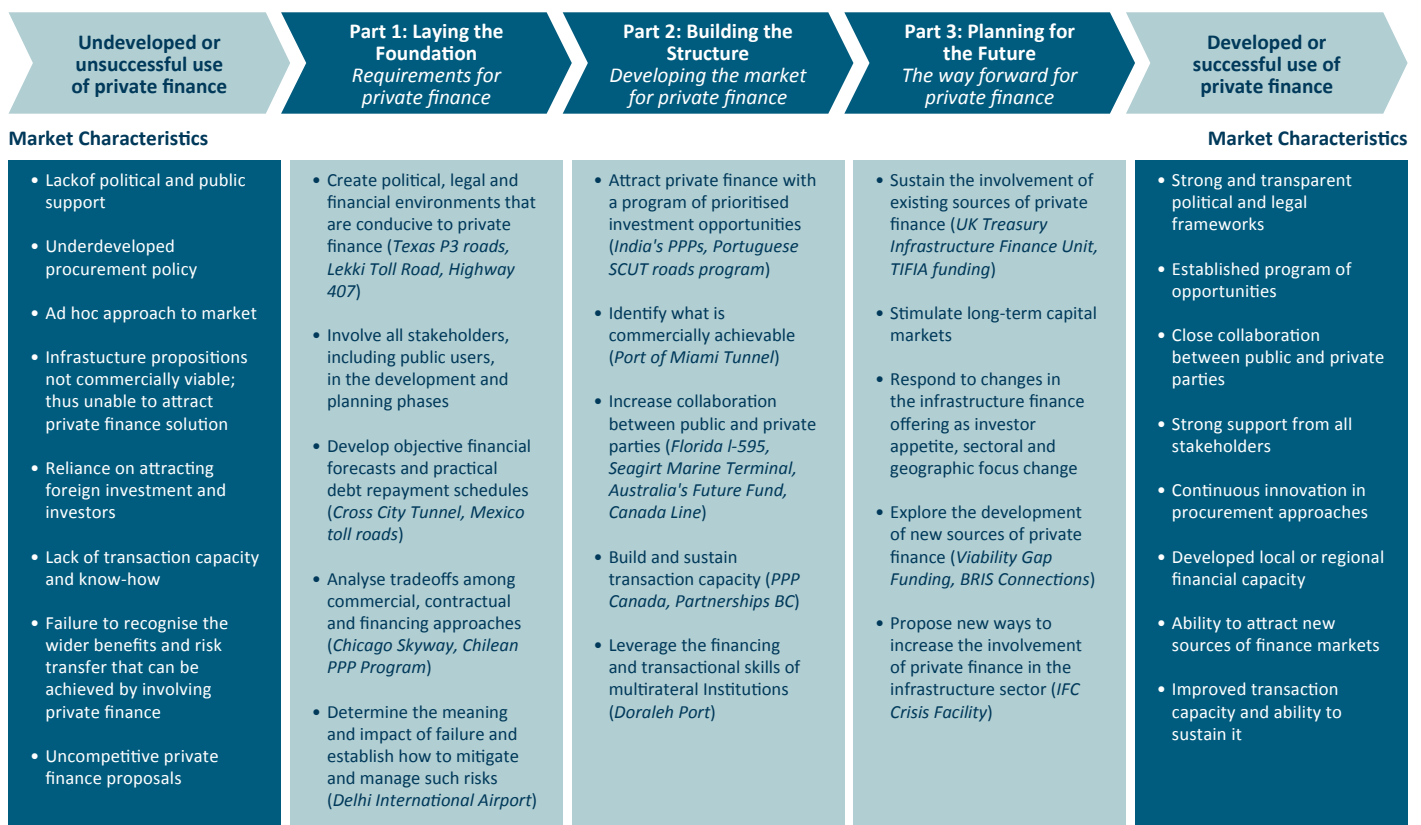 Undeveloped or
unsuccessful use
of private finance
Part 1: Laying the
Foundation
Requirements for
private finance
Part 2: Building the
Structure
Developing the market
for private finance
Part 3: Planning for
the Future
The way forward for
private finance
Developed or
successful use of
private finance
Market Characteristics
Market Characteristics
• Lackof political and public
support
• Underdeveloped
procurement policy
• Ad hoc approach to market
• Infrastucture propositions
not commercially viable;
thus unable to attract
private finance solution
• Reliance on attracting
foreign investment and
investors
• Lack of transaction capacity
and know-how
• Failure to recognise the
wider benefits and risk
transfer that can be
achieved by involving
private finance
• Uncompetitive private
finance proposals
• Create political, legal and
financial environments that
are conducive to private
finance (Texas P3 roads,
Lekki Toll Road, Highway
407)
• Involve all stakeholders,
including public users,
in the development and
planning phases
• Develop objective financial
forecasts and practical
debt repayment schedules
(Cross City Tunnel, Mexico
toll roads)
• Analyse tradeoffs among
commercial, contractual
and financing approaches
(Chicago Skyway, Chilean
PPP Program)
• Determine the meaning
and impact of failure and
establish how to mitigate
and manage such risks
(Delhi International Airport)
• Attract private finance with
a program of prioritised
investment opportunities
(India's PPPs, Portuguese
SCUT roads program)
• Identify what is
commercially achievable
(Port of Miami Tunnel)
• Increase collaboration
between public and private
parties (Florida I-595,
Seagirt Marine Terminal,
Australia's Future Fund,
Canada Line)
• Build and sustain
transaction capacity (PPP
Canada, Partnerships BC)
• Leverage the financing
and transactional skills of
multirateral Institutions
(Doraleh Port)
• Sustain the involvement of
existing sources of private
finance (UK Treasury
Infrastructure Finance Unit,
TIFIA funding)
• Stimulate long-term capital
markets
• Respond to changes in
the infrastructure finance
offering as investor
appetite, sectoral and
geographic focus change
• Explore the development
of new sources of private
finance (Viability Gap
Funding, BRIS Connections)
• Propose new ways to
increase the involvement
of private finance in the
infrastructure sector (IFC
Crisis Facility)
• Strong and transparent
political and legal
frameworks
• Established program of
opportunities
• Close collaboration
between public and private
parties
• Strong support from all
stakeholders
• Continuous innovation in
procurement approaches
• Developed local or regional
financial capacity
• Ability to attract new
sources of finance markets
• Improved transaction
capacity and ability to
sustain it